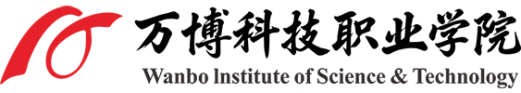 万博科技职业学院
Wanbo Institute of Science & Technology